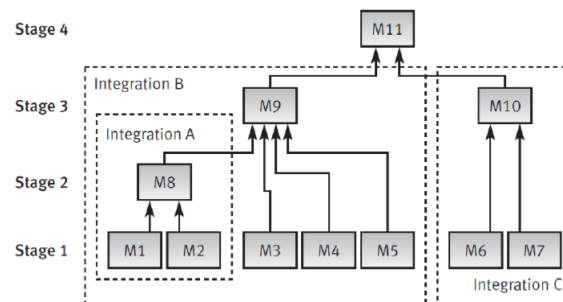 Stage 4
M11
Integration B
Stage 3
M9
M10
Integration A
Stage 2
M8
Stage 1
M1
M2
M3
M4
M5
M6
M7
Integration C